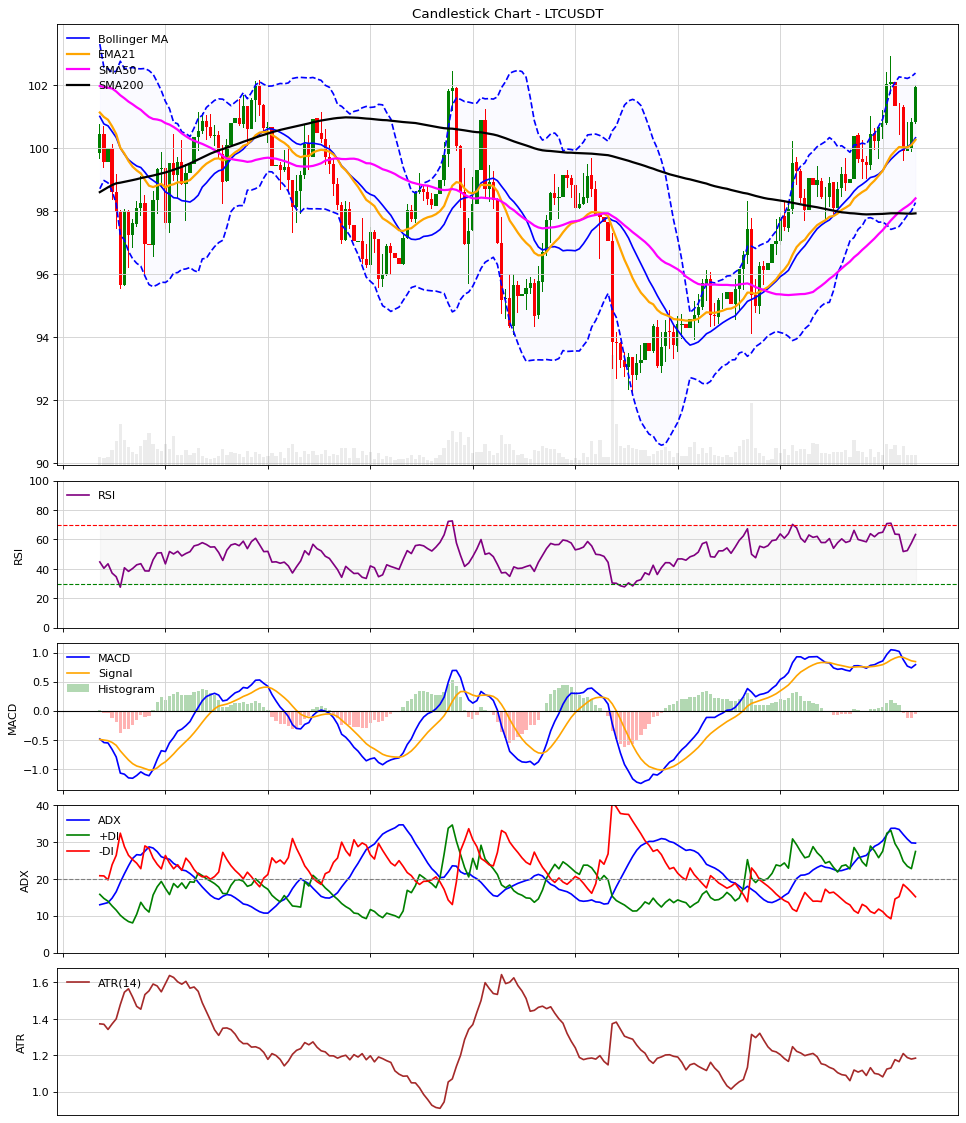 Candlestick Chart - LTCUSDT
Bollinger MA
EMA21
SMA50
SMA200
102
100
98
96
94
92
90
RSI
100
80
60
40
20
0
RSI
MACD
Signal
Histogram
1.0
0.5
0.0
−0.5
−1.0
MACD
ADX
+DI
-DI
40
30
20
10
0
ADX
ATR(14)
1.6
1.4
1.2
1.0
ATR